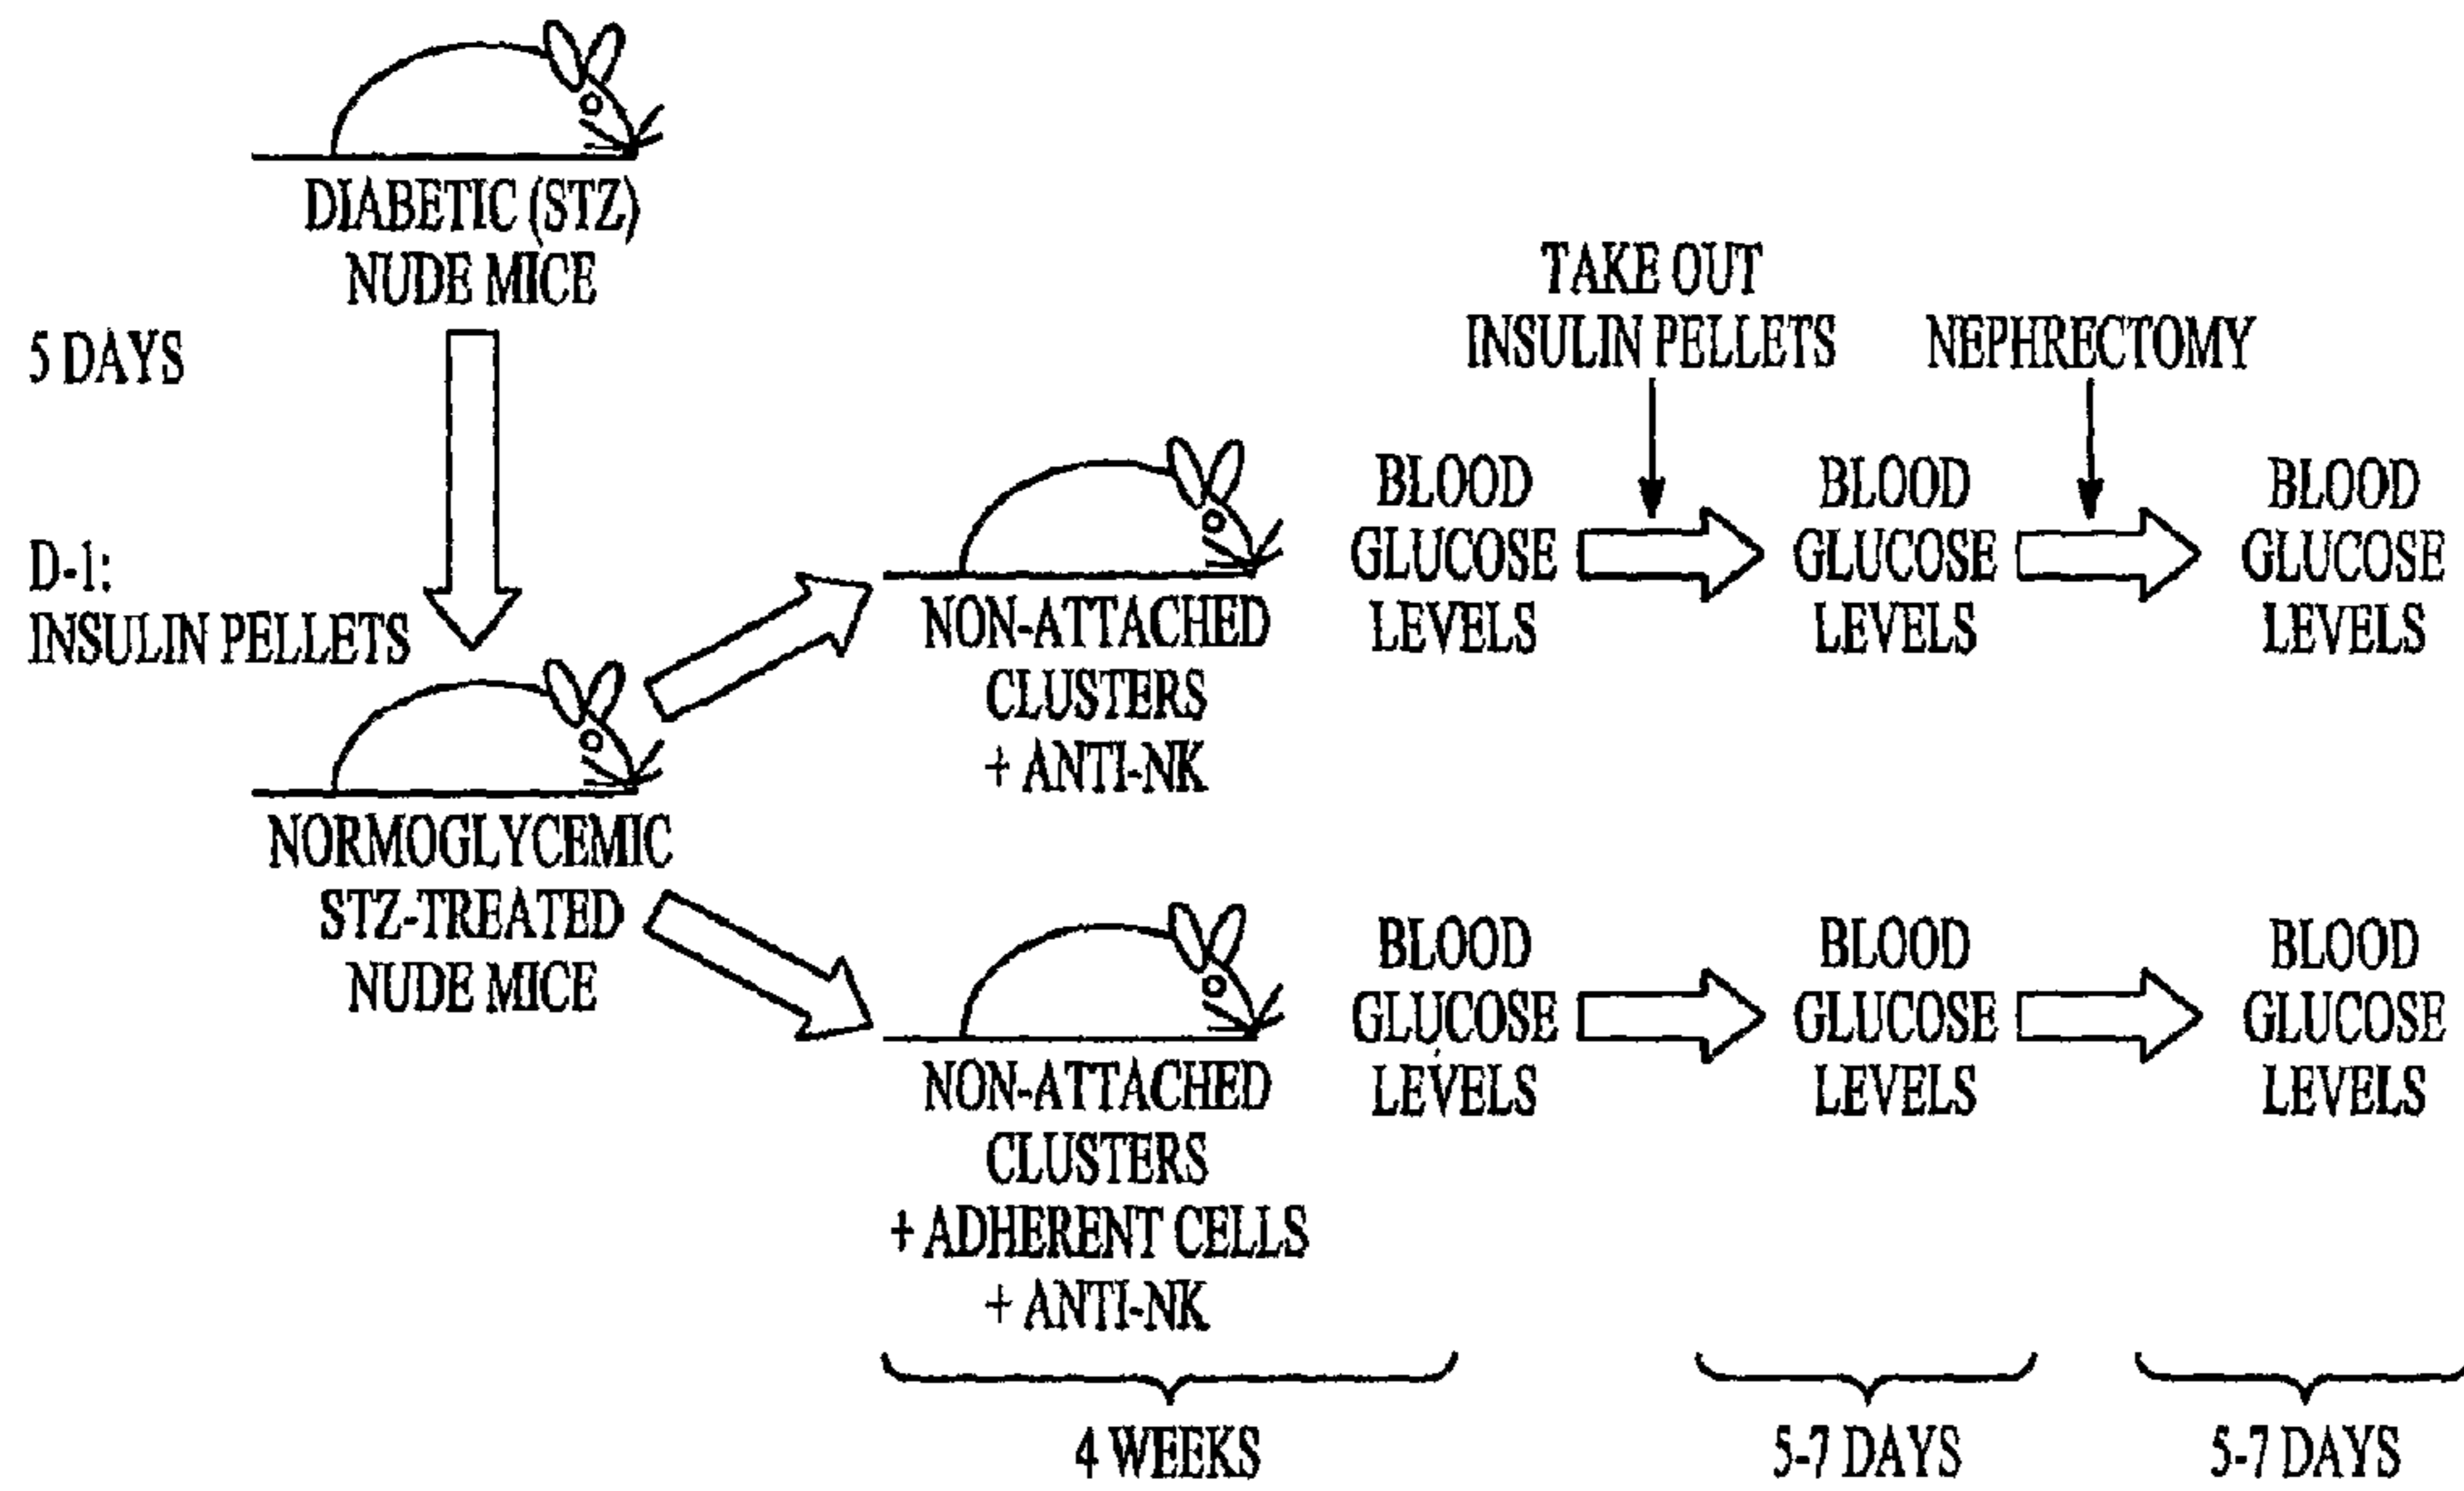 DIABETIC (STZ)
NUDE MICE
5 DAYS
D-1:
INSULIN PELLETS
NORMOGLYCEMIC
STZ-TREATED
NUDE MICE
NON-ATTACHED
CLUSTERS
+ ANTI-NK
BLOOD
GLUCOSE
LEVELS
TAKE OUT
INSULIN PELLETS
BLOOD
GLUCOSE
LEVELS
NEPHRECTOMY
BLOOD
GLUCOSE
LEVELS
NON-ATTACHED
CLUSTERS
+ ADHERENT CELLS
+ ANTI-NK
BLOOD
GLUCOSE
LEVELS
BLOOD
GLUCOSE
LEVELS
BLOOD
GLUCOSE
LEVELS
4 WEEKS
5-7 DAYS
5-7 DAYS